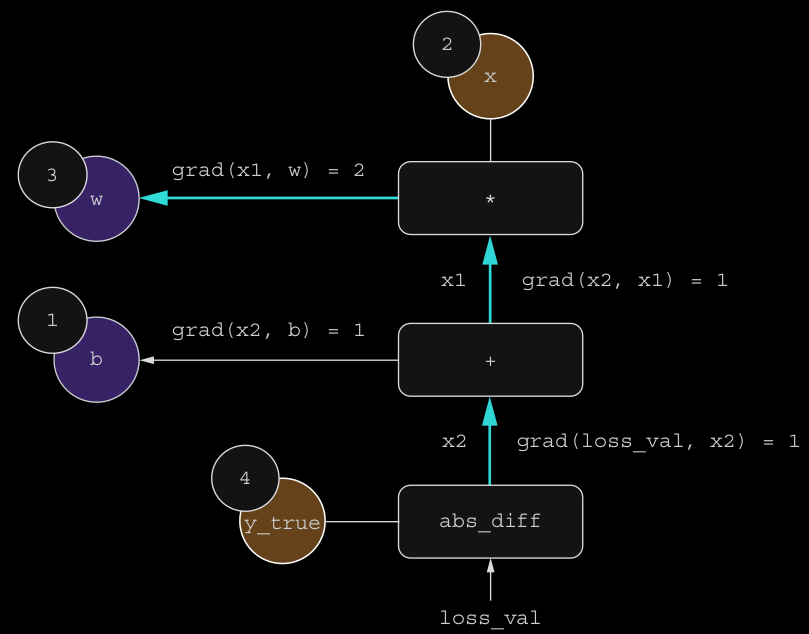 2
x
grad(x1, w) = 2
3
w
*
x1
grad(x2, x1) = 1
1
grad(x2, b) = 1
b
+
x2
grad(loss_val, x2) = 1
4
y_true
abs_diff
loss_val